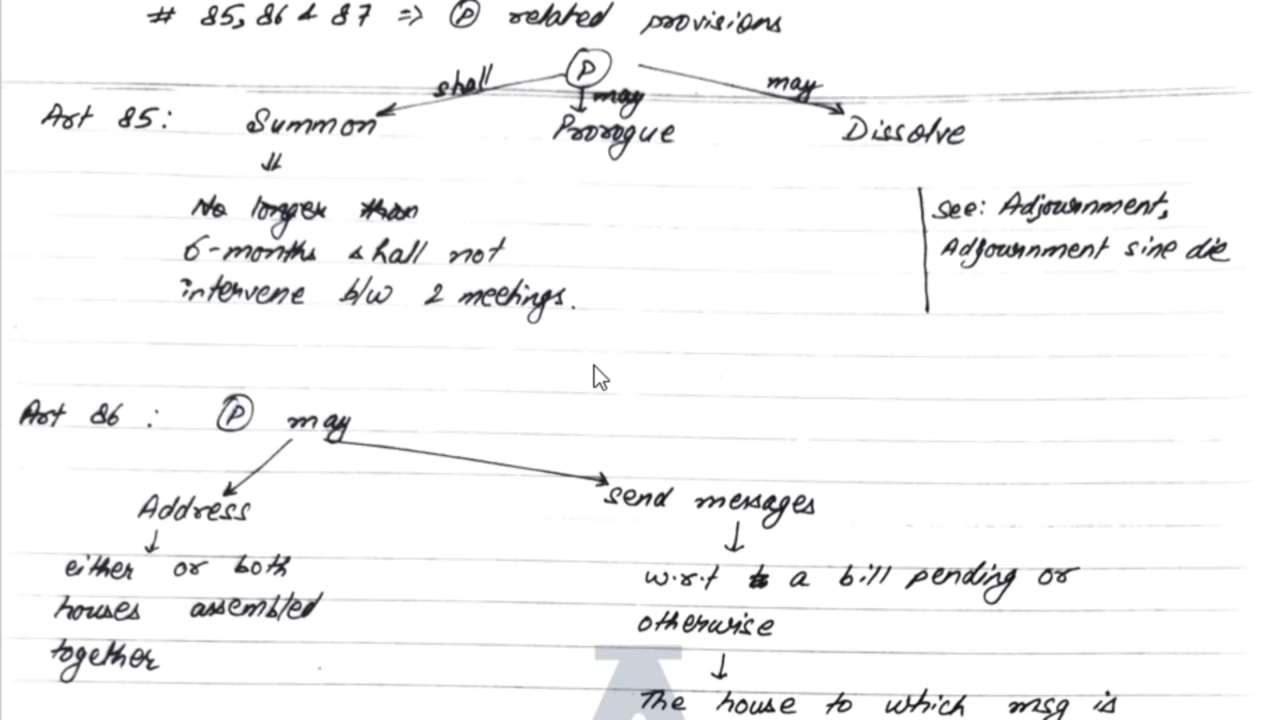 # 85, 86 & 87 => Ⓟ related provisions
Ⓟ
shall
may
may
Art 85: Summon Prorogue Dissolve
No longer than
6-months shall not
intervene b/w 2 meetings.
see: Adjournment,
Adjournment sine die
Art 86 : Ⓟ may
Address
either or both
houses assembled
together
send messages
w.r.t a bill pending or
otherwise
The house to which msg is